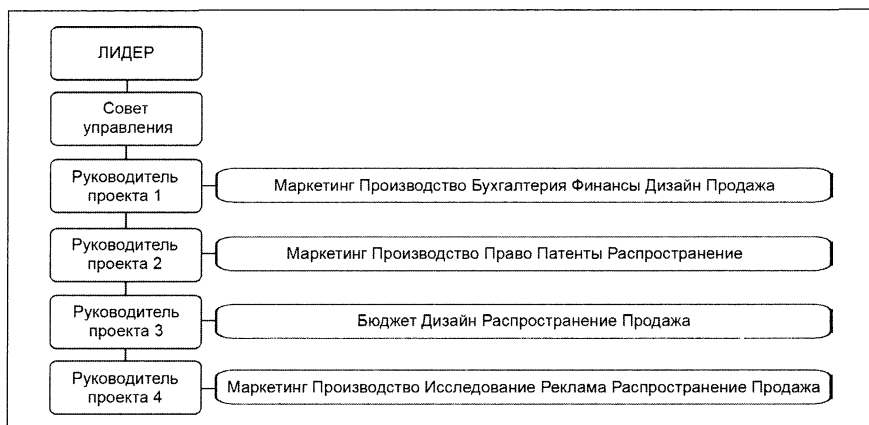 ЛИДЕР
Совет
управления
Руководитель
проекта 1
Маркетинг Производство Бухгалтерия Финансы Дизайн Продажа
Руководитель
проекта 2
Маркетинг Производство Право Патенты Распространение
Руководитель
проекта 3
Бюджет Дизайн Распространение Продажа
Руководитель
проекта 4
Маркетинг Производство Исследование Реклама Распространение Продажа